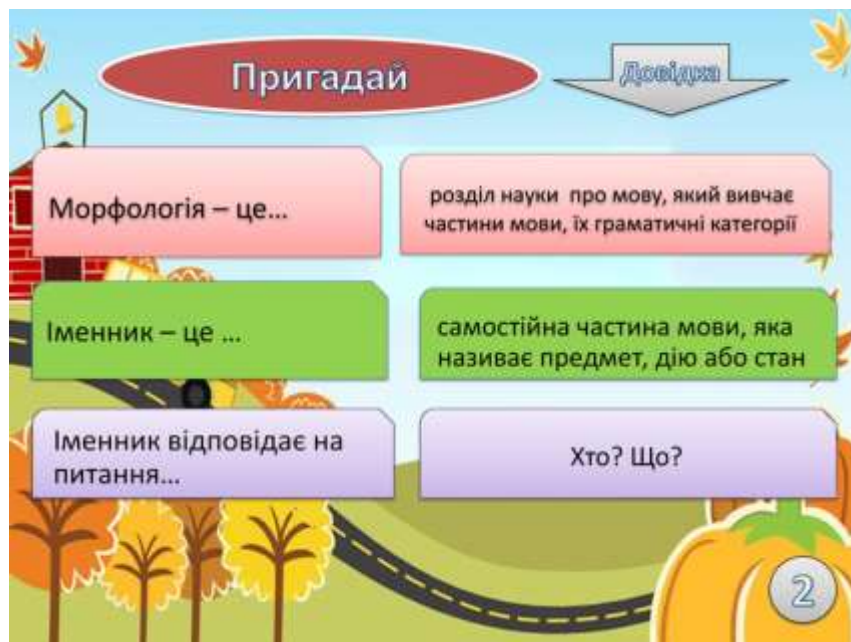 Пригадай
Довідка
Морфологія – це...
розділ науки про мову, який вивчає
частини мови, їх граматичні категорії
Іменник – це ...
самостійна частина мови, яка
називає предмет, дію або стан
Іменник відповідає на
питання...
Хто? Що?
2